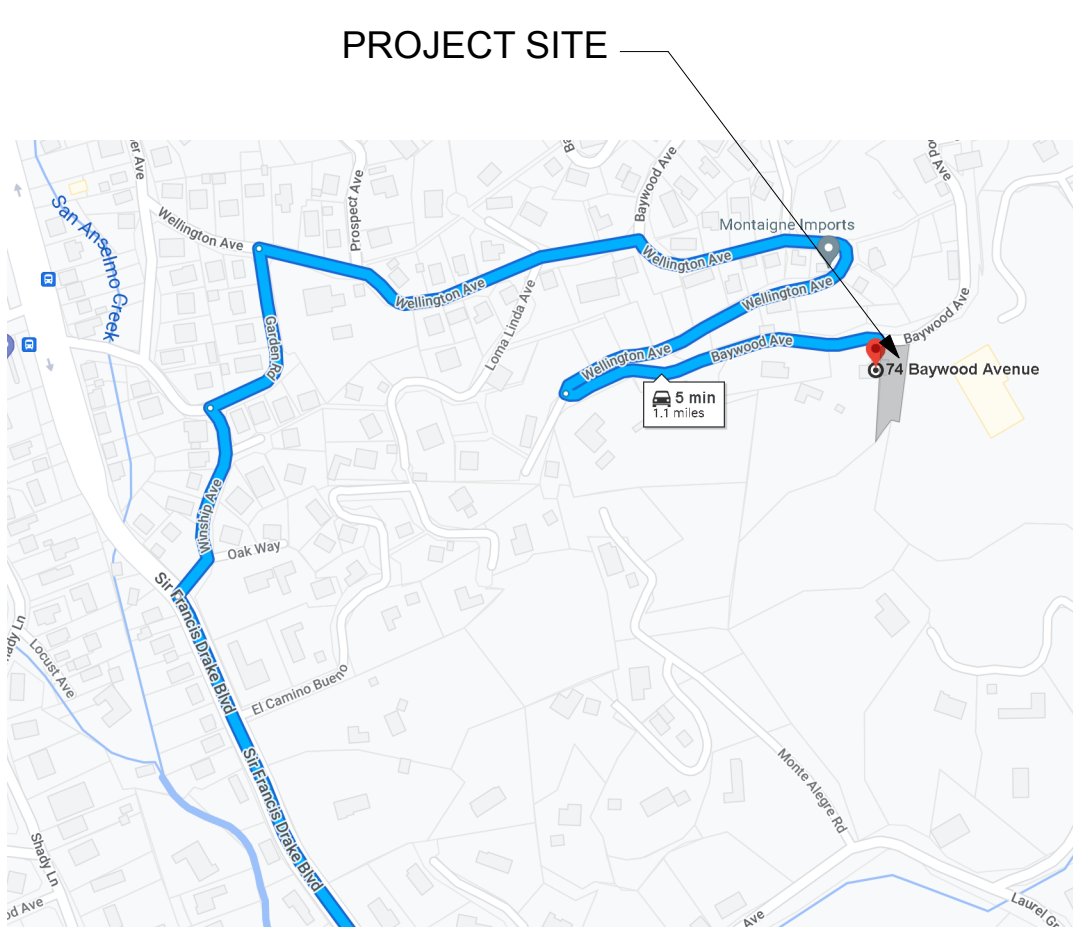 PROJECT SITE
Wellington Ave
Prospect Ave
Baywood Ave
San Anselmo Creek
Montaigne Imports
Wellington Ave
Wellington Ave
Wellington Ave
Garden Rd
Loma Linda Ave
Wellington Ave
Baywood Ave
Baywood Ave
74 Baywood Avenue
5 min
1.1 miles
Winship Ave
Oak Way
Sir Francis Drake Blvd
Locust Ave
El Camino Bueno
Sir Francis Drake Blvd
Monte Alegre Rd
Shady Ln
Ave
Laurel